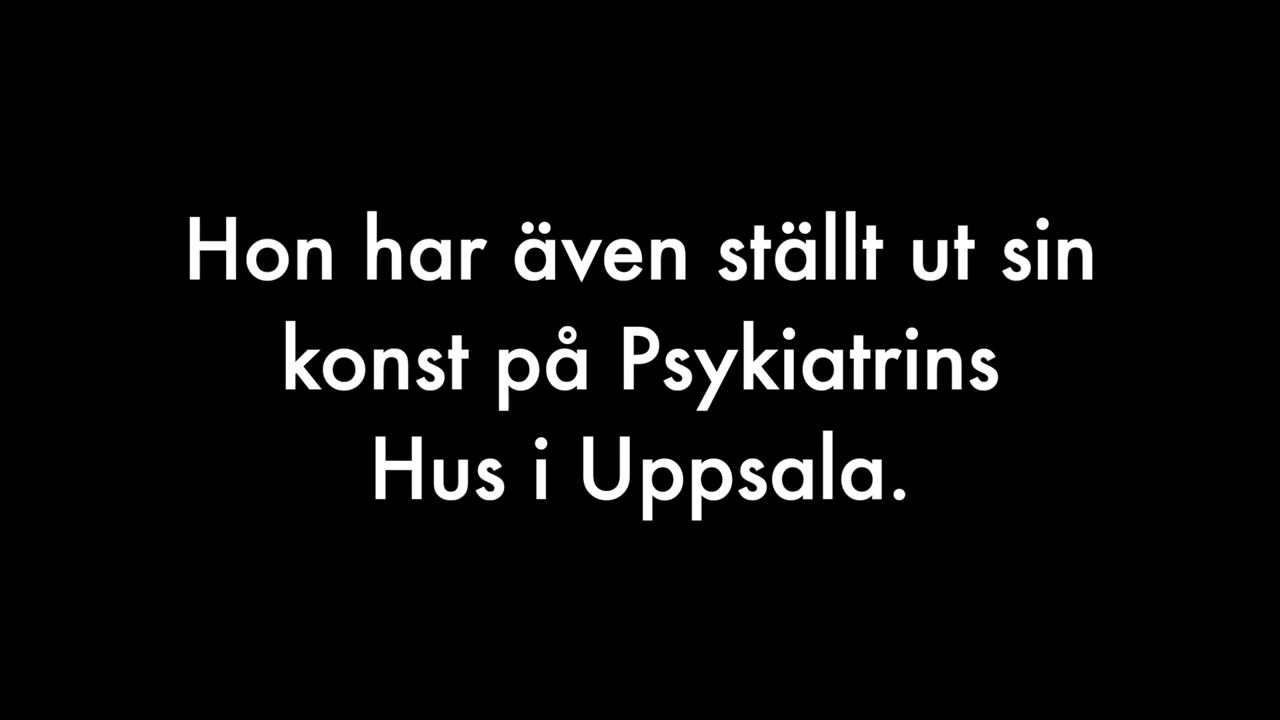 Hon har även ställt ut sin
konst på Psykiatrins
Hus i Uppsala.